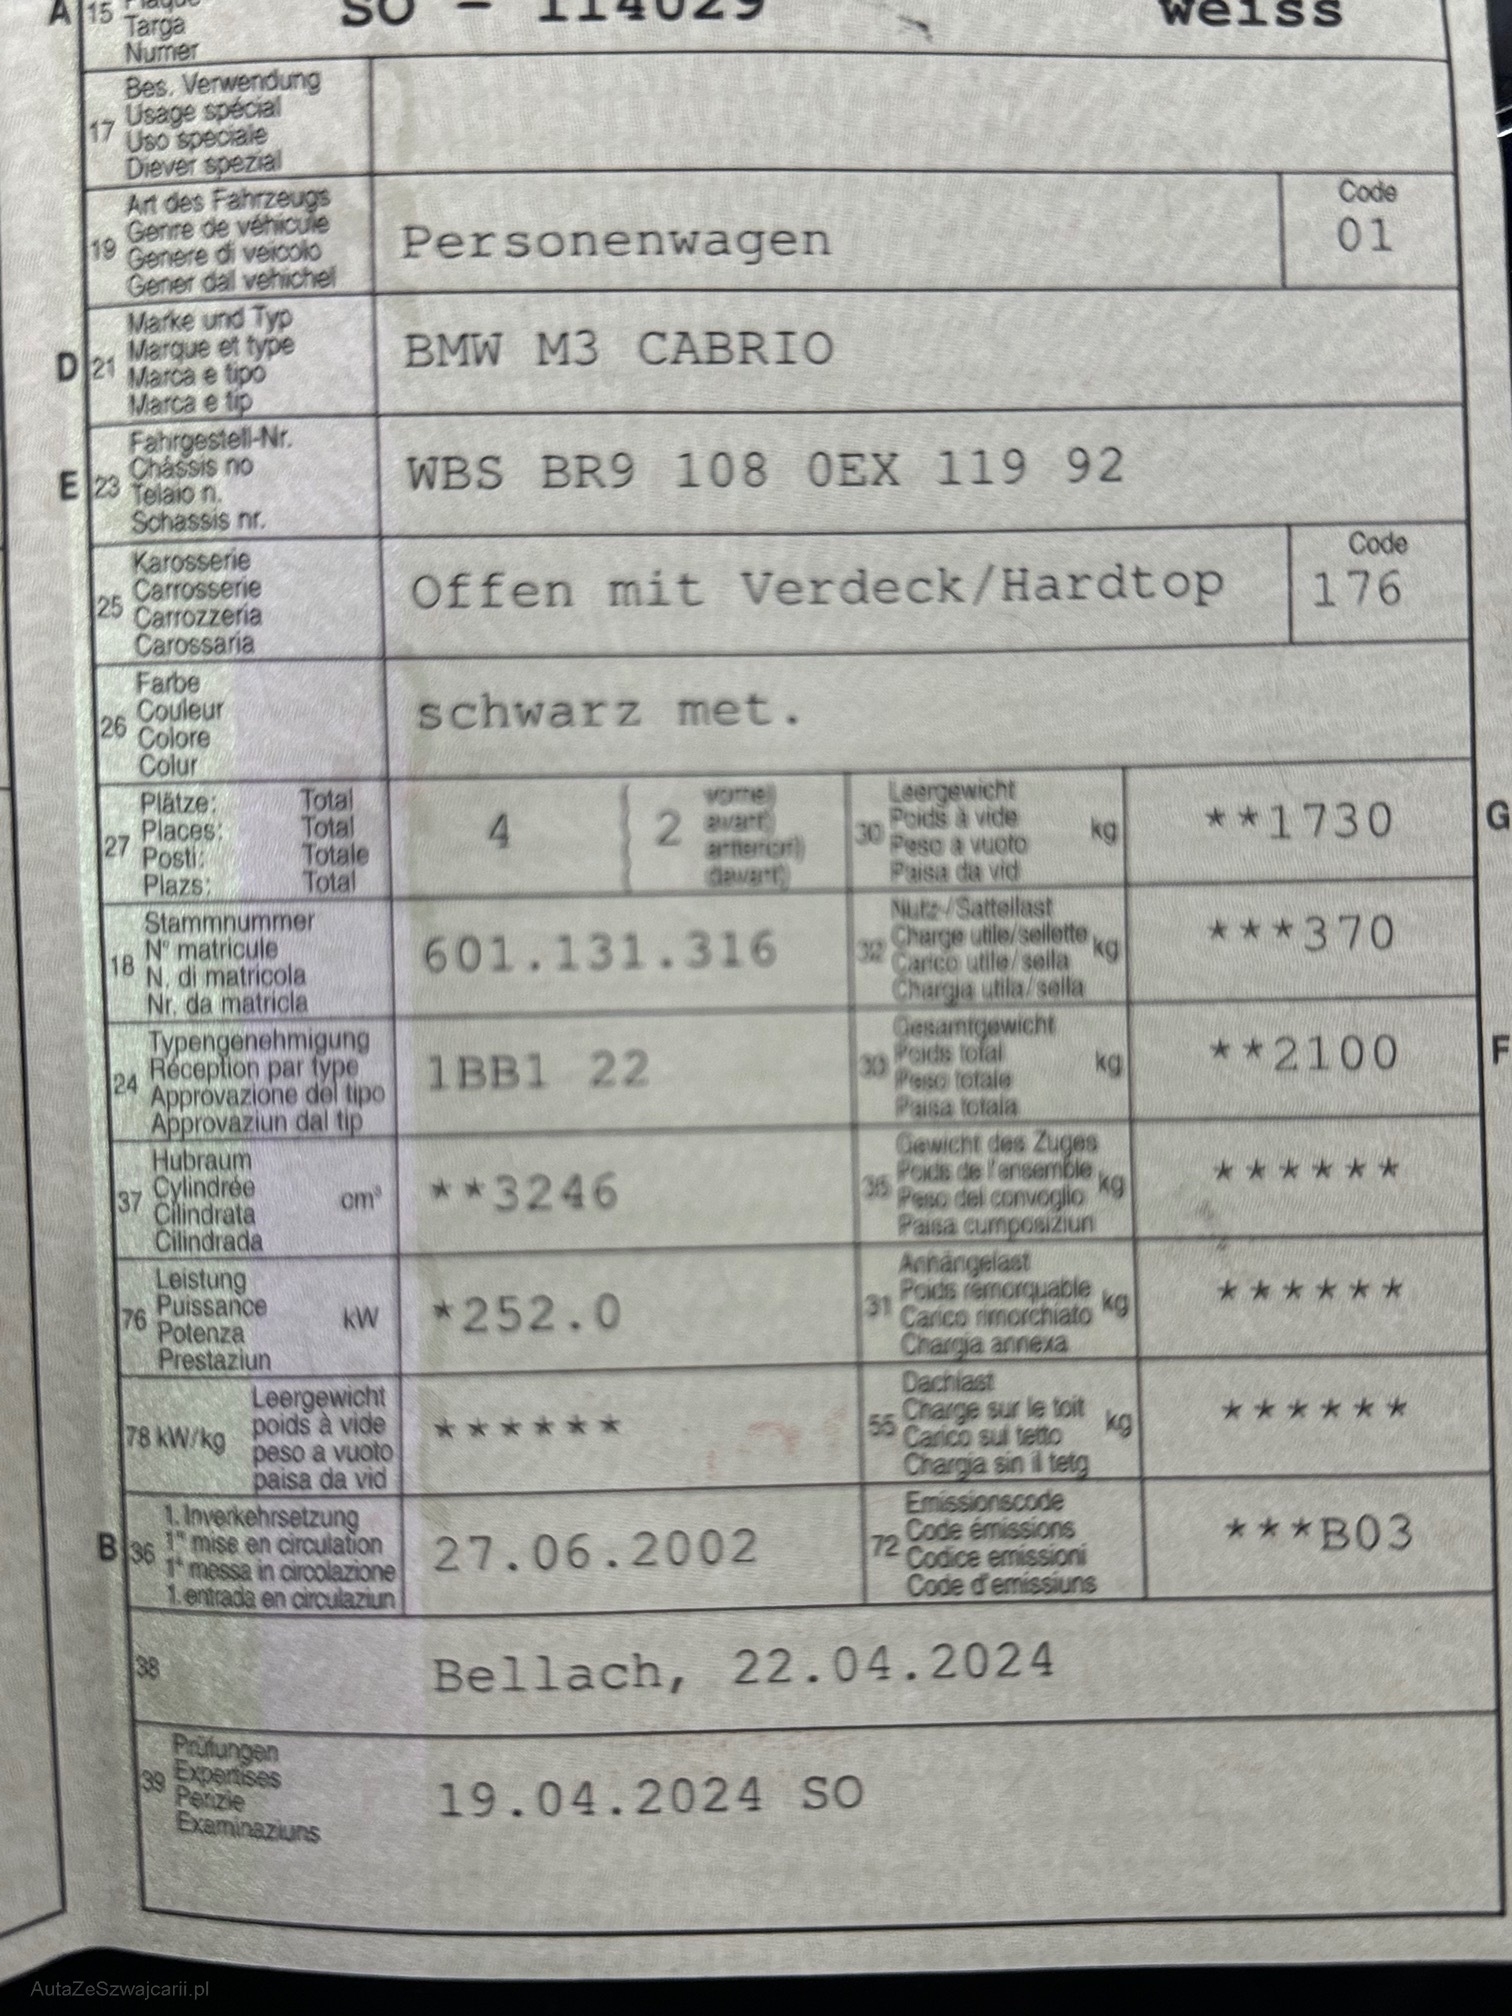 A 15 Plaque SO - 114029 weiss
Targa
Numer
17 Bes. Verwendung
Usage spécial
Uso speciale
Diever spezial
19 Art des Fahrzeugs
Genre de véhicule
Genere di veicolo
Gener dal vehichel
Personenwagen
Code
01
D 21 Marke und Typ
Marque et type
Marca e tipo
Marca e tip
BMW M3 CABRIO
E 23 Fahrgestell-Nr.
Châssis no
Telaio n.
Schassis nr.
WBS BR9 108 0EX 119 92
25 Karosserie
Carrosserie
Carrozzeria
Carossaria
Offen mit Verdeck/Hardtop
Code
176
26 Farbe
Couleur
Colore
Colur
schwarz met.
27 Plätze: Total
Places: Total
Posti: Totale
Plazs: Total
4 { 2
vorne)
avant)
anteriori)
davant)
30 Leergewicht
Poids à vide
Peso a vuoto
Paisa da vid
kg
**1730
G
18 Stammnummer
N° matricule
N. di matricola
Nr. da matricla
601.131.316
32 Nutz-/Sattellast
Charge utile/sellette
Carico utile/sella
Chargia utila/sella
kg
***370
24 Typengenehmigung
Réception par type
Approvazione del tipo
Approvaziun dal tip
1BB1 22
Gesamtgewicht
Poids total
Peso totale
Paisa totala
kg
**2100
F
37 Hubraum
Cylindrée
Cilindrata
Cilindrada
cm³
**3246
35 Gewicht des Zuges
Poids de l'ensemble
Peso del convoglio
Paisa cumposiziun
kg
******
76 Leistung
Puissance
Potenza
Prestaziun
kW
*252.0
31 Anhängelast
Poids remorquable
Carico rimorchiato
Chargia annexa
kg
******
78 kW/kg
Leergewicht
poids à vide
peso a vuoto
paisa da vid
******
55 Dachlast
Charge sur le toit
Carico sul tetto
Chargia sin il tetg
kg
******
B 36 1. Inverkehrsetzung
1re mise en circulation
1a messa in circolazione
1. entrada en circulaziun
27.06.2002
72 Emissionscode
Code émissions
Codice emissioni
Code d'emissiuns
***B03
38 Bellach, 22.04.2024
39 Prüfungen
Expertises
Perizie
Examinaziuns
19.04.2024 SO
AutaZeSzwajcarii.pl